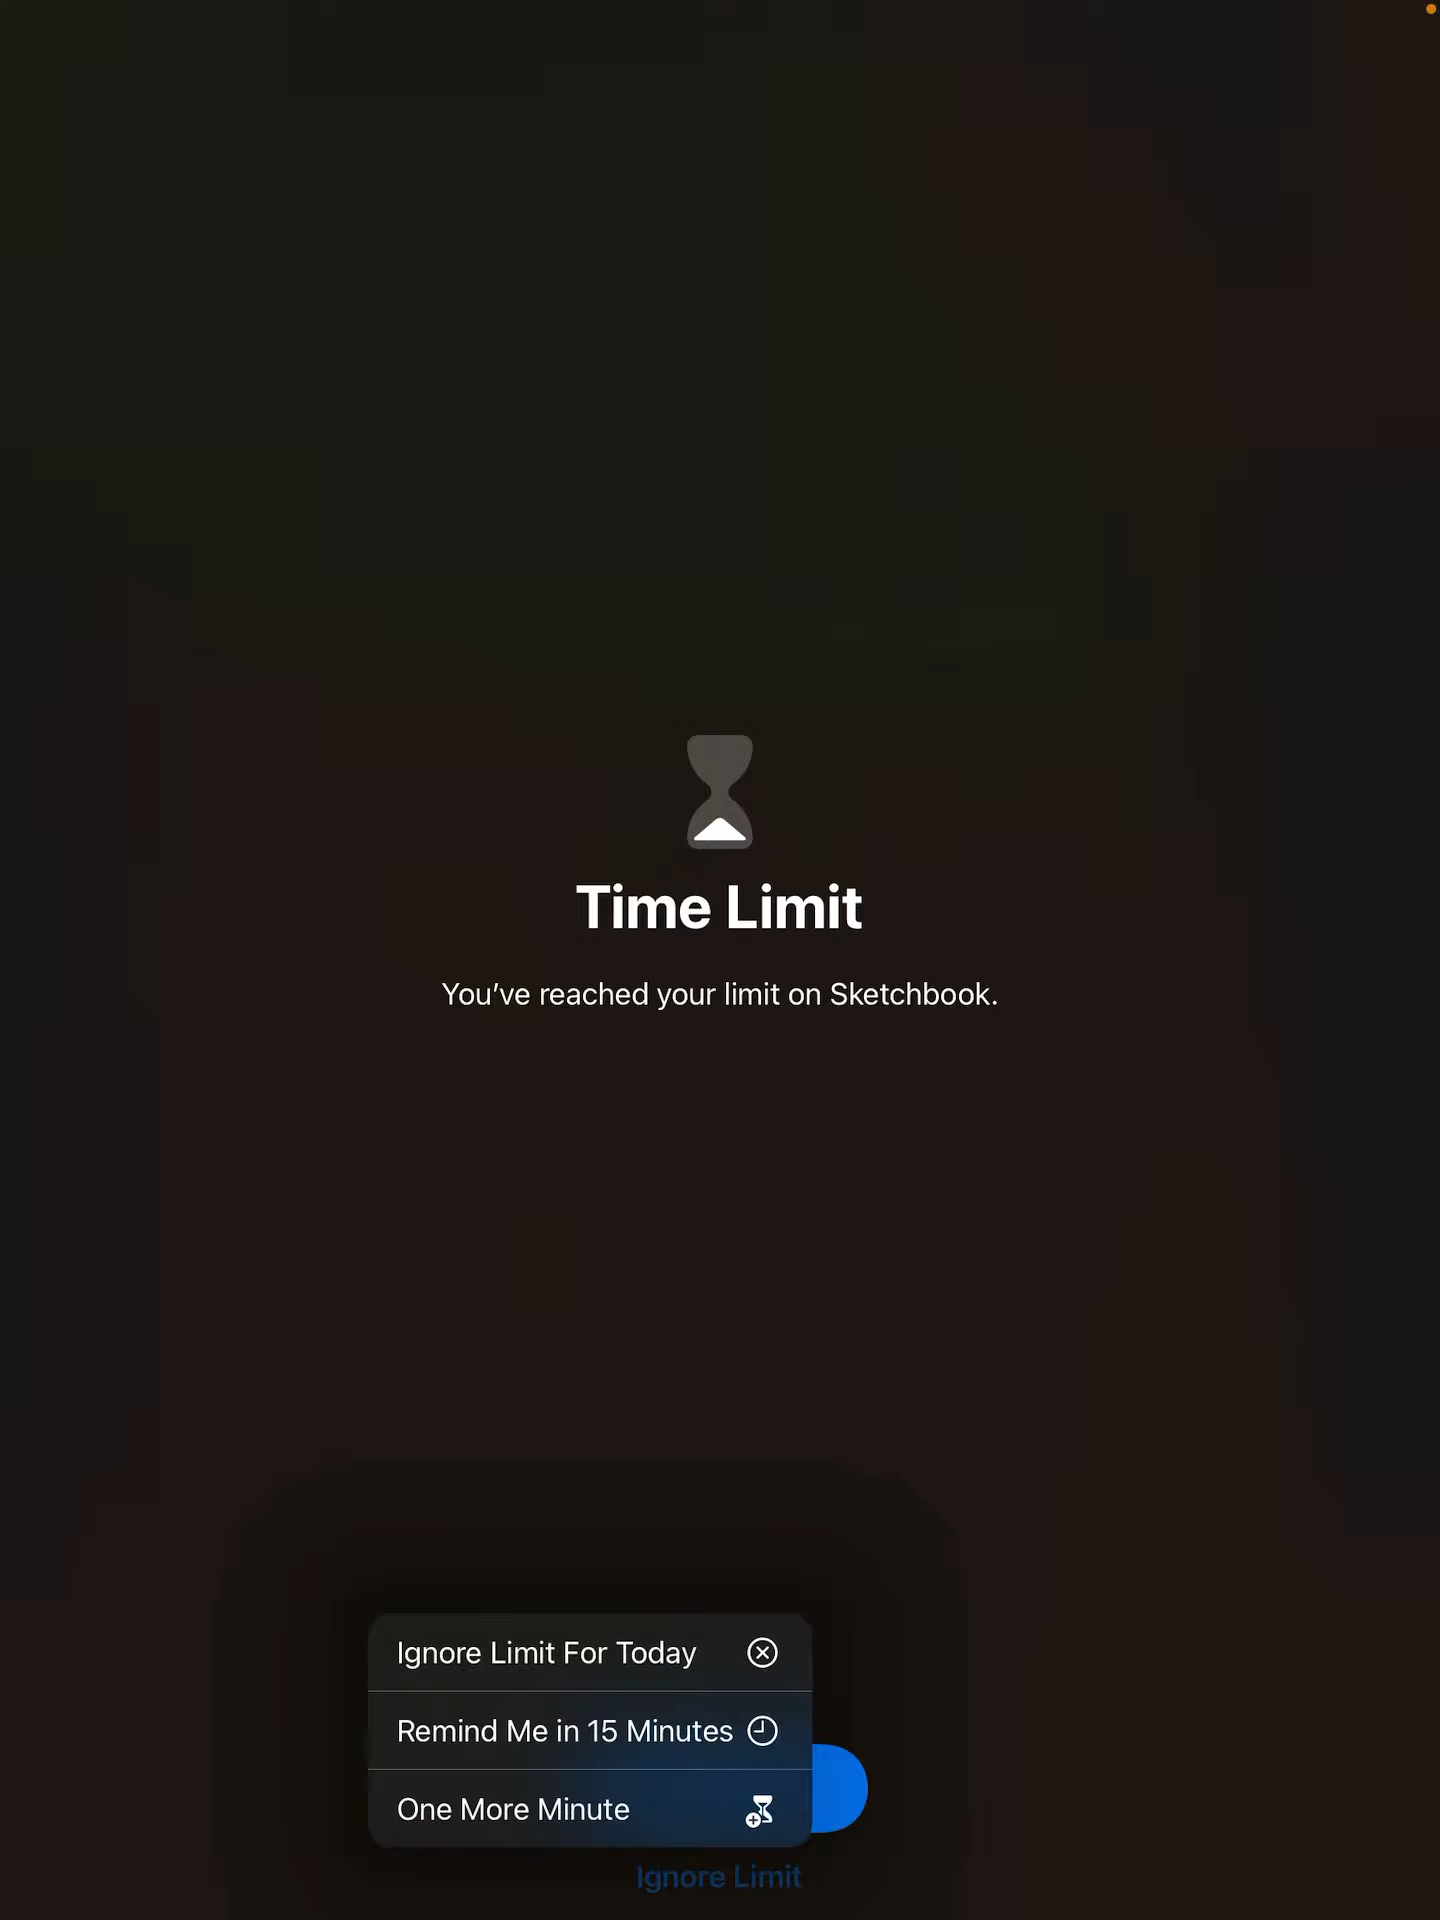 Time Limit
You’ve reached your limit on Sketchbook.
Ignore Limit For Today
Remind Me in 15 Minutes
One More Minute
Ignore Limit